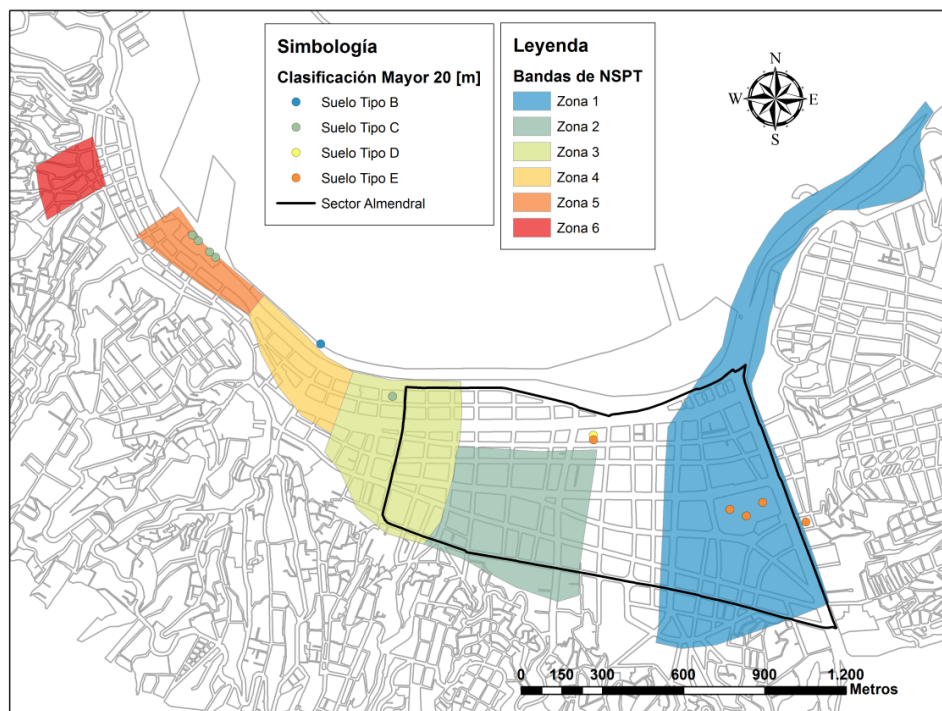 Simbología
Clasificación Mayor 20 [m]
Suelo Tipo B
Suelo Tipo C
Suelo Tipo D
Suelo Tipo E
Sector Almendral
Leyenda
Bandas de NSPT
Zona 1
Zona 2
Zona 3
Zona 4
Zona 5
Zona 6
N
W E
S
0 150 300 600 900 1.200
Metros